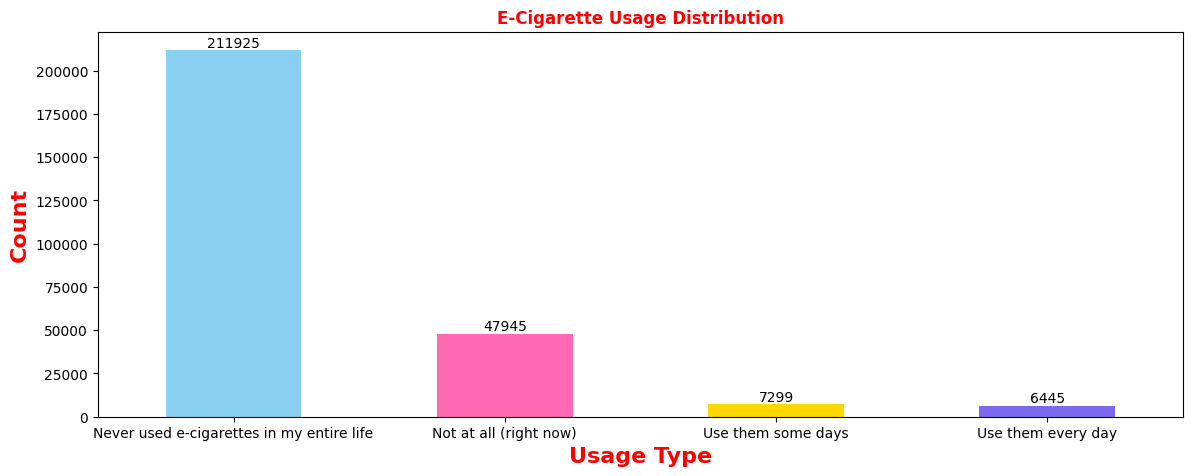 E-Cigarette Usage Distribution
Count
200000
175000
150000
125000
100000
75000
50000
25000
0
211925
47945
7299
6445
Never used e-cigarettes in my entire life
Not at all (right now)
Use them some days
Use them every day
Usage Type